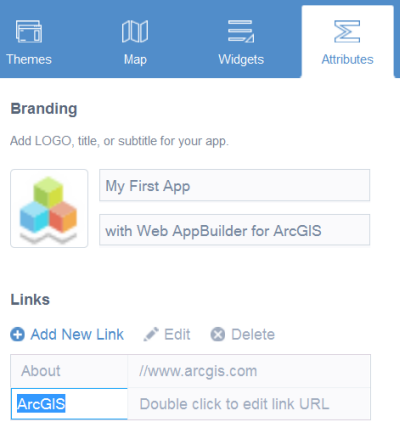 Themes Map Widgets Attributes
Branding
Add LOGO, title, or subtitle for your app.
My First App
with Web AppBuilder for ArcGIS
Links
Add New Link Edit Delete
About //www.arcgis.com
ArcGIS Double click to edit link URL